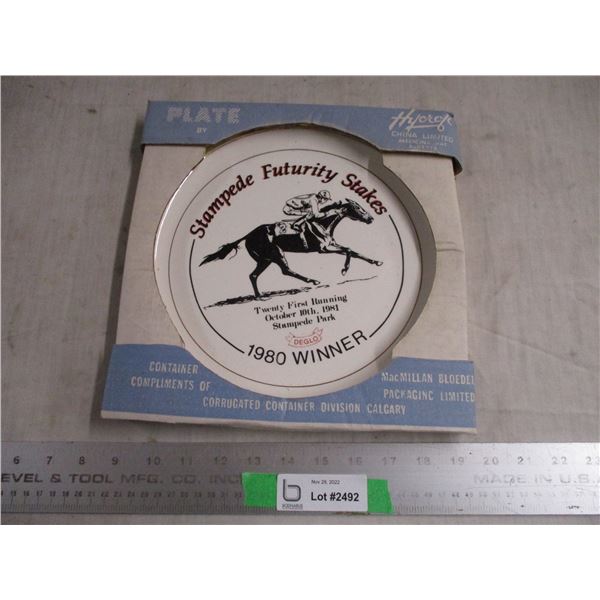 PLATE
BY
Hycroft
CHINA LIMITED
MEDICINE HAT
ALBERTA
Stampede Futurity Stakes
Twenty First Running
October 10th, 1981
Stampede Park
DEGLO
1980 WINNER
CONTAINER
COMPLIMENTS OF
MacMILLAN BLOEDEL
PACKAGING LIMITED
CORRUGATED CONTAINER DIVISION CALGARY
6 7 8 9 10 11 12 13 14 15 16 17 18 19 20 21 22 23
EVEL & TOOL MFG. CO. INC
MADE IN U.S.A
b
Nov 29, 2022
Lot #2492